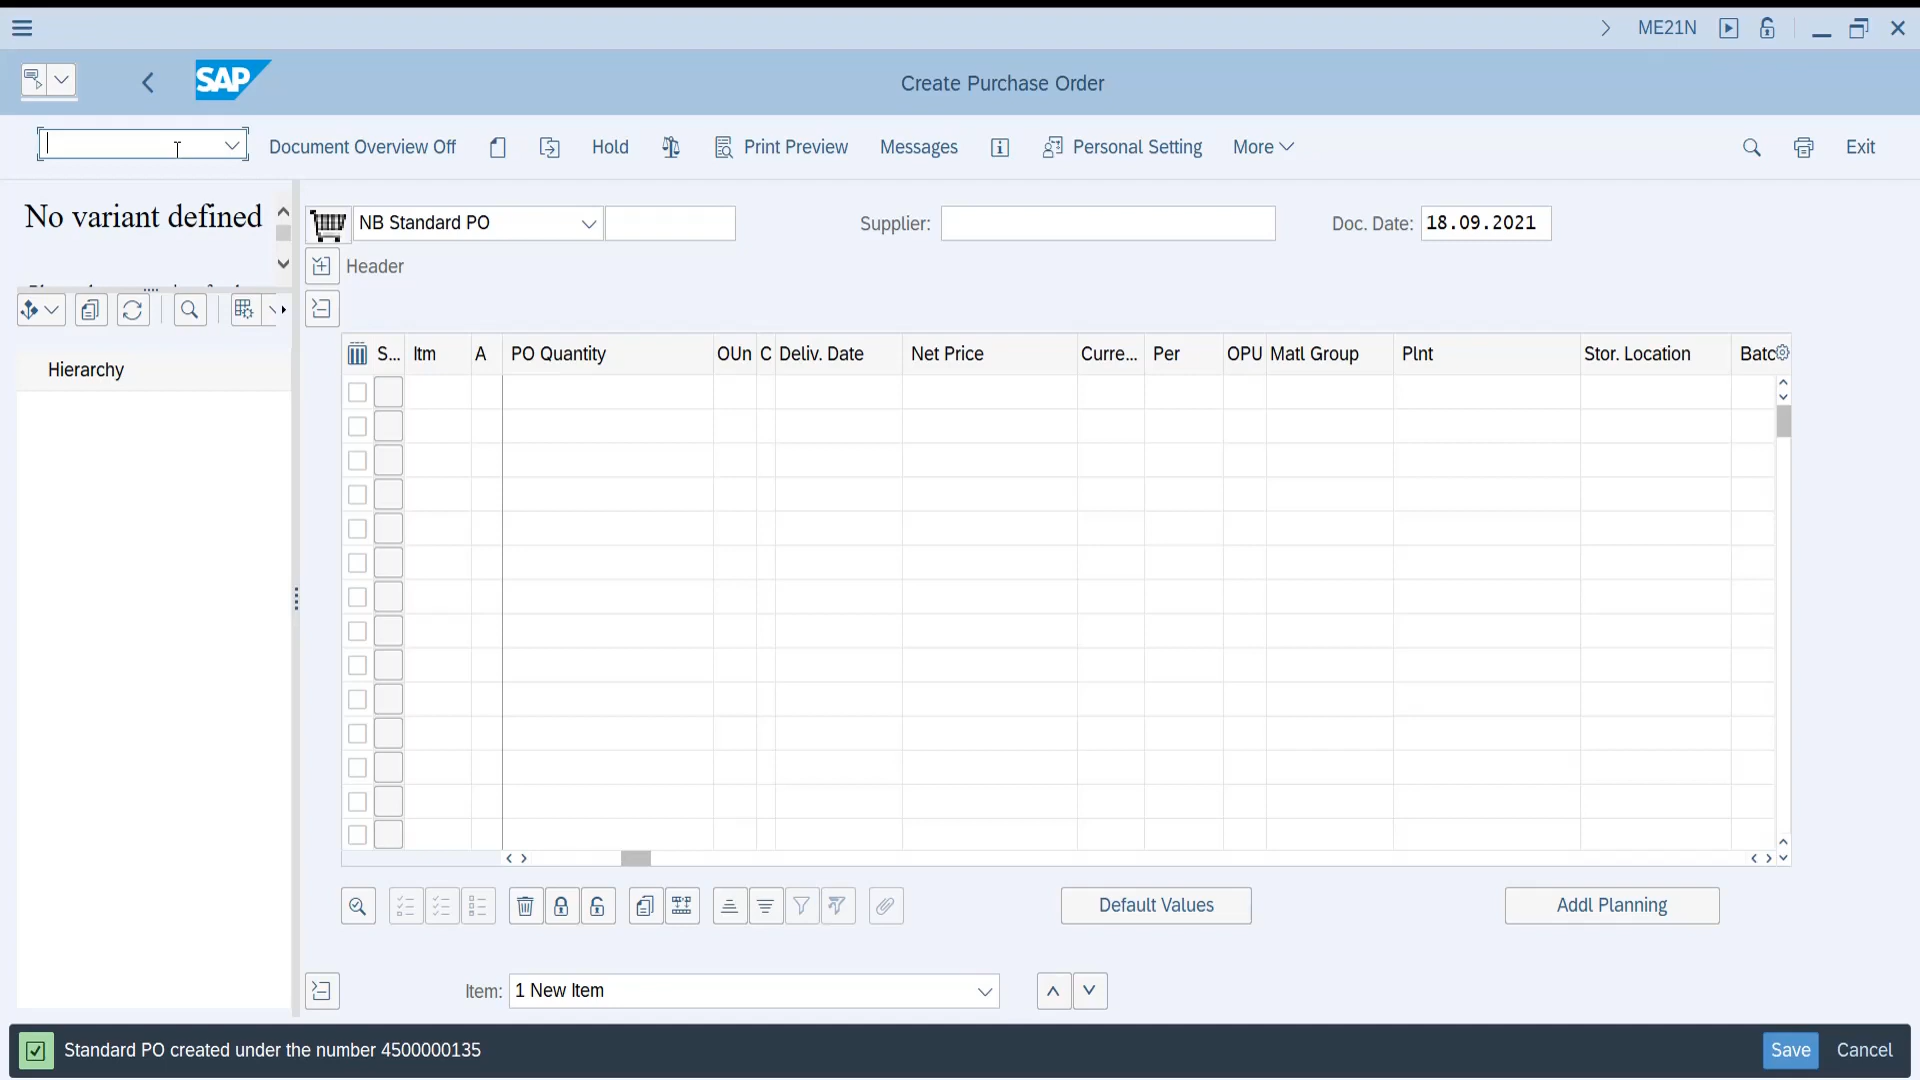 ME21N
SAP
Create Purchase Order
Document Overview Off
Hold
Print Preview
Messages
Personal Setting
More
Exit
No variant defined
NB Standard PO
Supplier:
Doc. Date:
18.09.2021
Header
Hierarchy
S... Itm A PO Quantity OUn C Deliv. Date Net Price Curre... Per OPU Matl Group Plnt Stor. Location Batc
Default Values
Addl Planning
Item:
1 New Item
Standard PO created under the number 4500000135
Save
Cancel